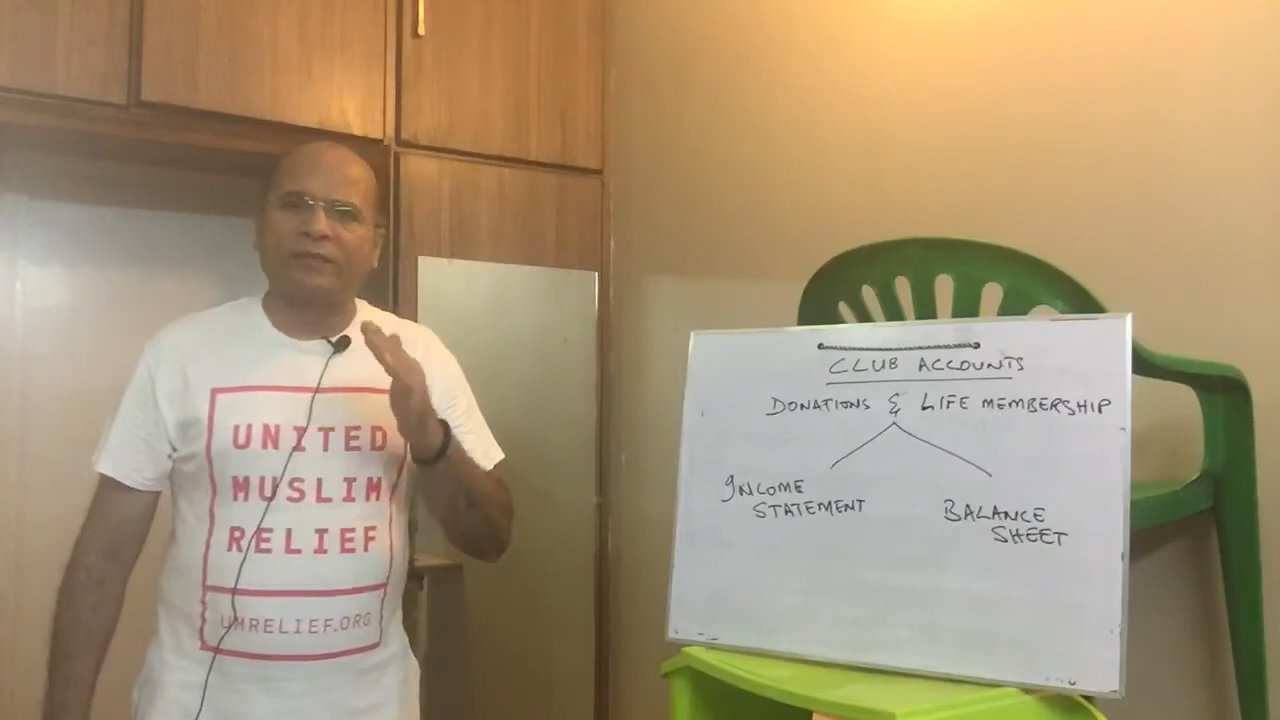 UNITED
MUSLIM
RELIEF
UMRELIEF.ORG
CLUB ACCOUNTS
DONATIONS & LIFE MEMBERSHIP
INCOME
STATEMENT
BALANCE
SHEET